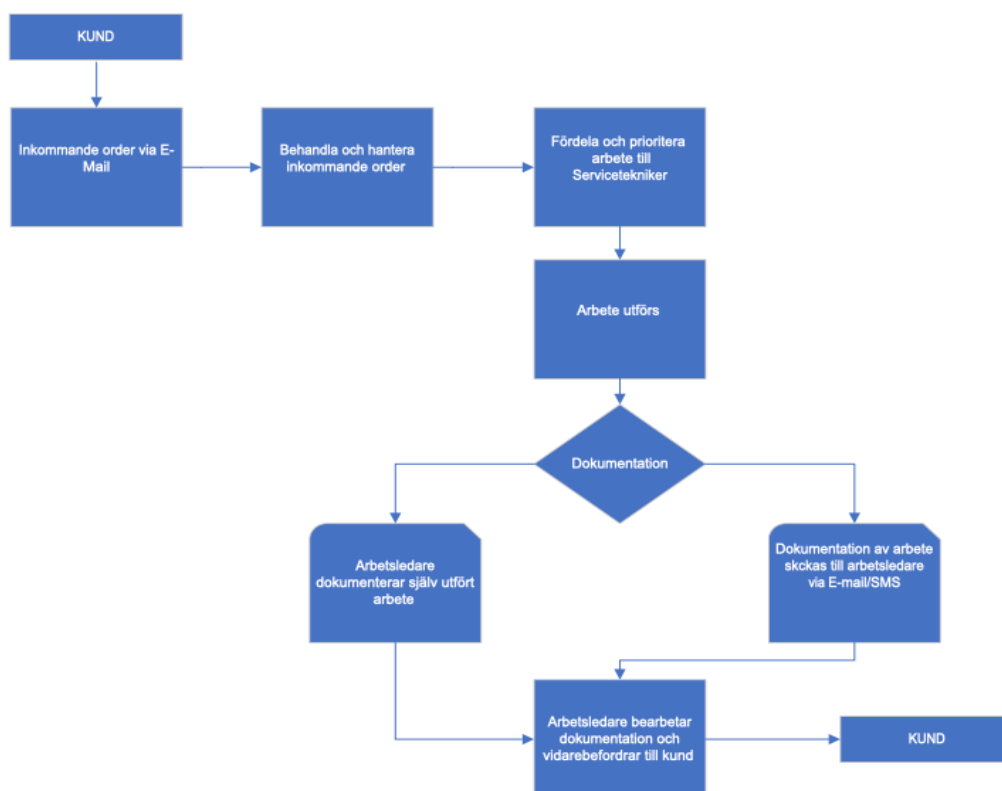 KUND
Inkommande order via E-
Mail
Behandla och hantera
inkommande order
Fördela och prioritera
arbete till
Servicetekniker
Arbete utförs
Dokumentation
Arbetsledare
dokumenterar själv utfört
arbete
Dokumentation av arbete
skckas till arbetsledare
via E-mail/SMS
Arbetsledare bearbetar
dokumentation och
vidarebefordrar till kund
KUND